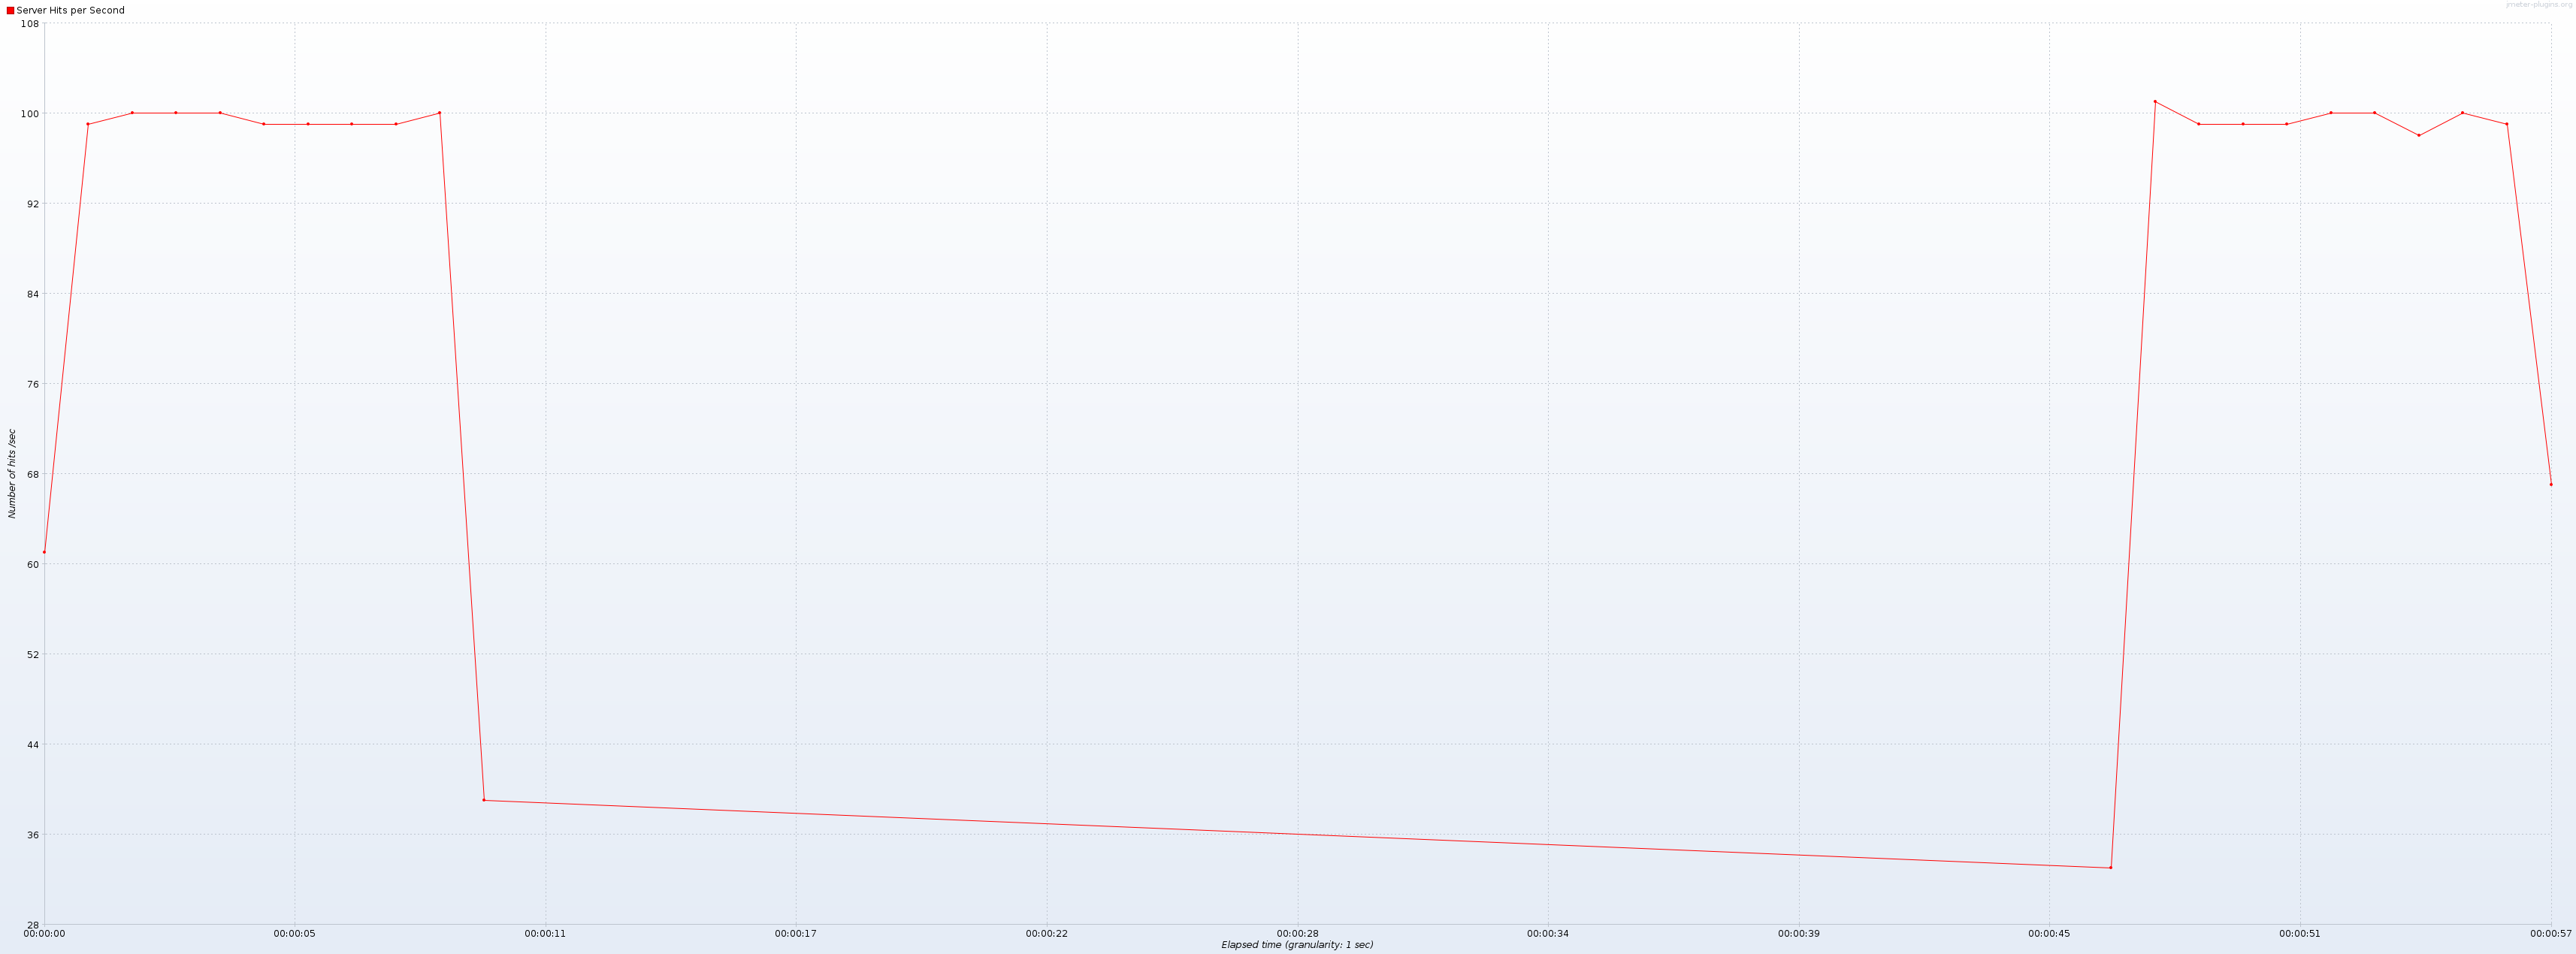 Server Hits per Second
jmeter-plugins.org
108
100
92
84
76
68
60
52
44
36
28
Number of hits /sec
00:00:00 00:00:05 00:00:11 00:00:17 00:00:22 00:00:28 00:00:34 00:00:39 00:00:45 00:00:51 00:00:57
Elapsed time (granularity: 1 sec)